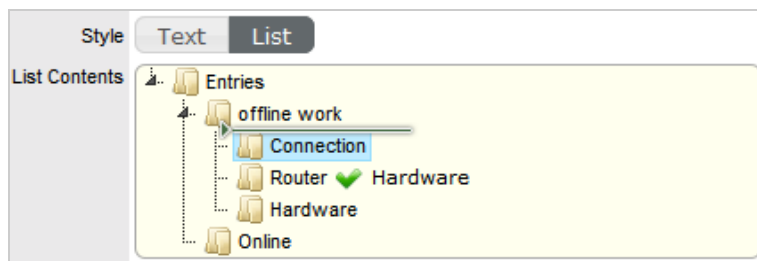 Style Text List
List Contents Entries
offline work
Connection
Router Hardware
Hardware
Online